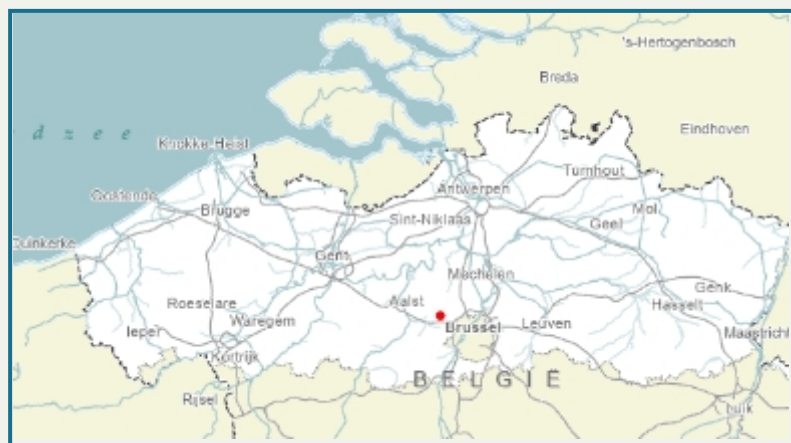 's-Hertogenbosch
Breda
d z e e
Eindhoven
Knokke-Heist
Turnhout
Oostende
Antwerpen
Mol
Brugge
Sint-Niklaas
Geel
Duinkerke
Gent
Mechelen
Genk
Roeselare
Aalst
Hasselt
Ieper
Waregem
Brussel
Leuven
Maastricht
Kortrijk
BELGIË
Rijsel
Luik